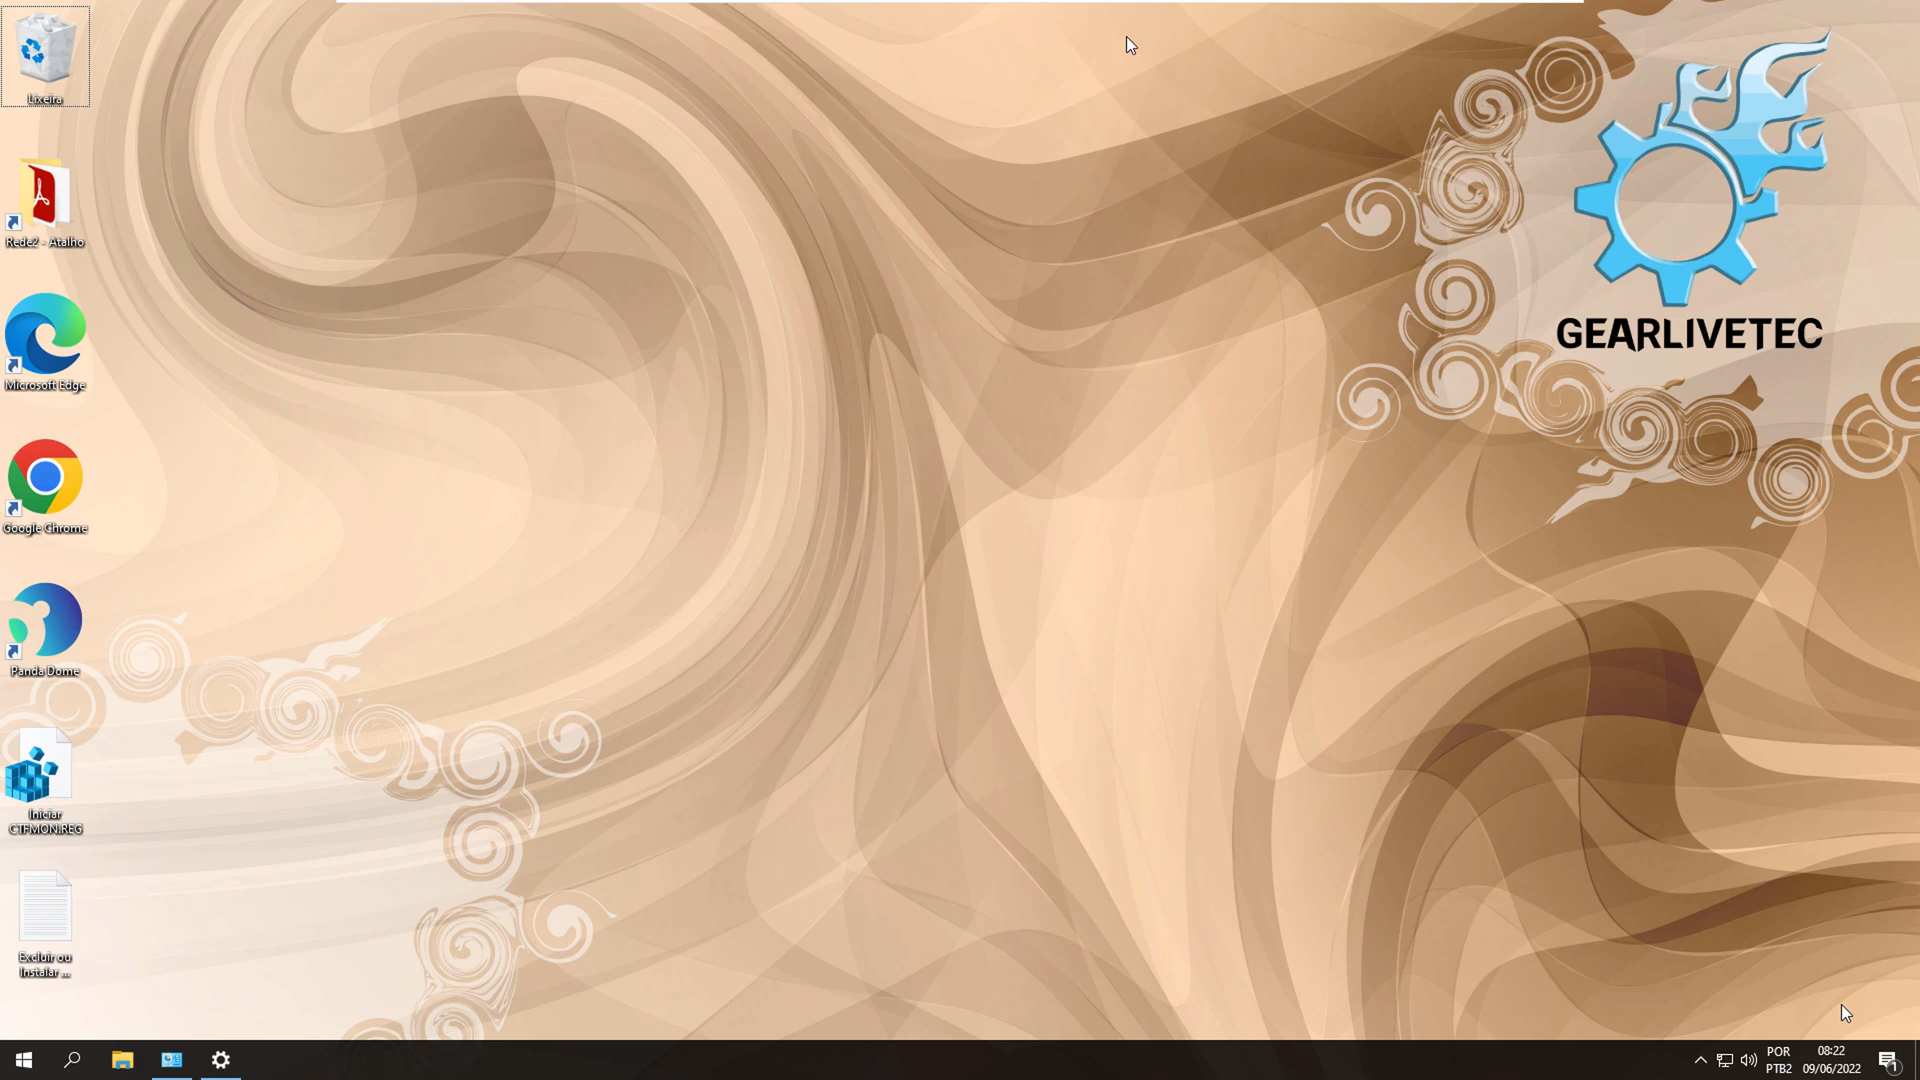 Lixeira
Rede2 - Atalho
Microsoft Edge
Google Chrome
Panda Dome
Iniciar
CTFMON.REG
Excluir ou
Instalar ...
GEARLIVETEC
POR
PTB2
08:22
09/06/2022
1